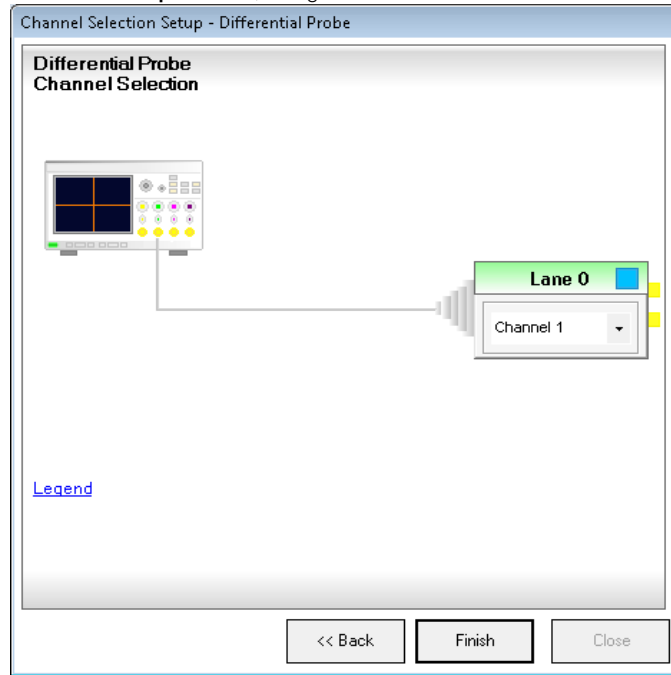 Channel Selection Setup - Differential Probe
Differential Probe
Channel Selection
Lane 0
Channel 1
Legend
<< Back
Finish
Close